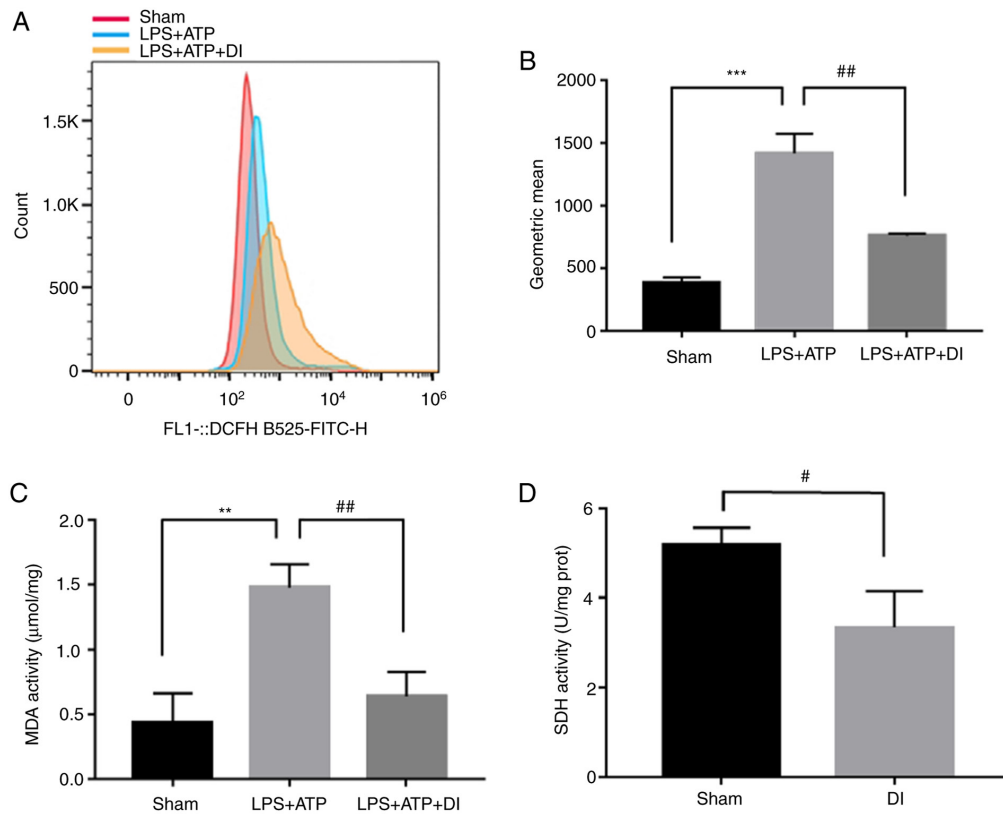 A
Sham
LPS+ATP
LPS+ATP+DI
1.5K
1.0K
500
0
Count
0 10² 10⁴ 10⁶
FL1-::DCFH B525-FITC-H
B
2000
1500
1000
500
0
Geometric mean
*** ##
Sham LPS+ATP LPS+ATP+DI
C
2.0
1.5
1.0
0.5
0.0
MDA activity (μmol/mg)
** ##
Sham LPS+ATP LPS+ATP+DI
D
6
4
2
0
SDH activity (U/mg prot)
#
Sham DI